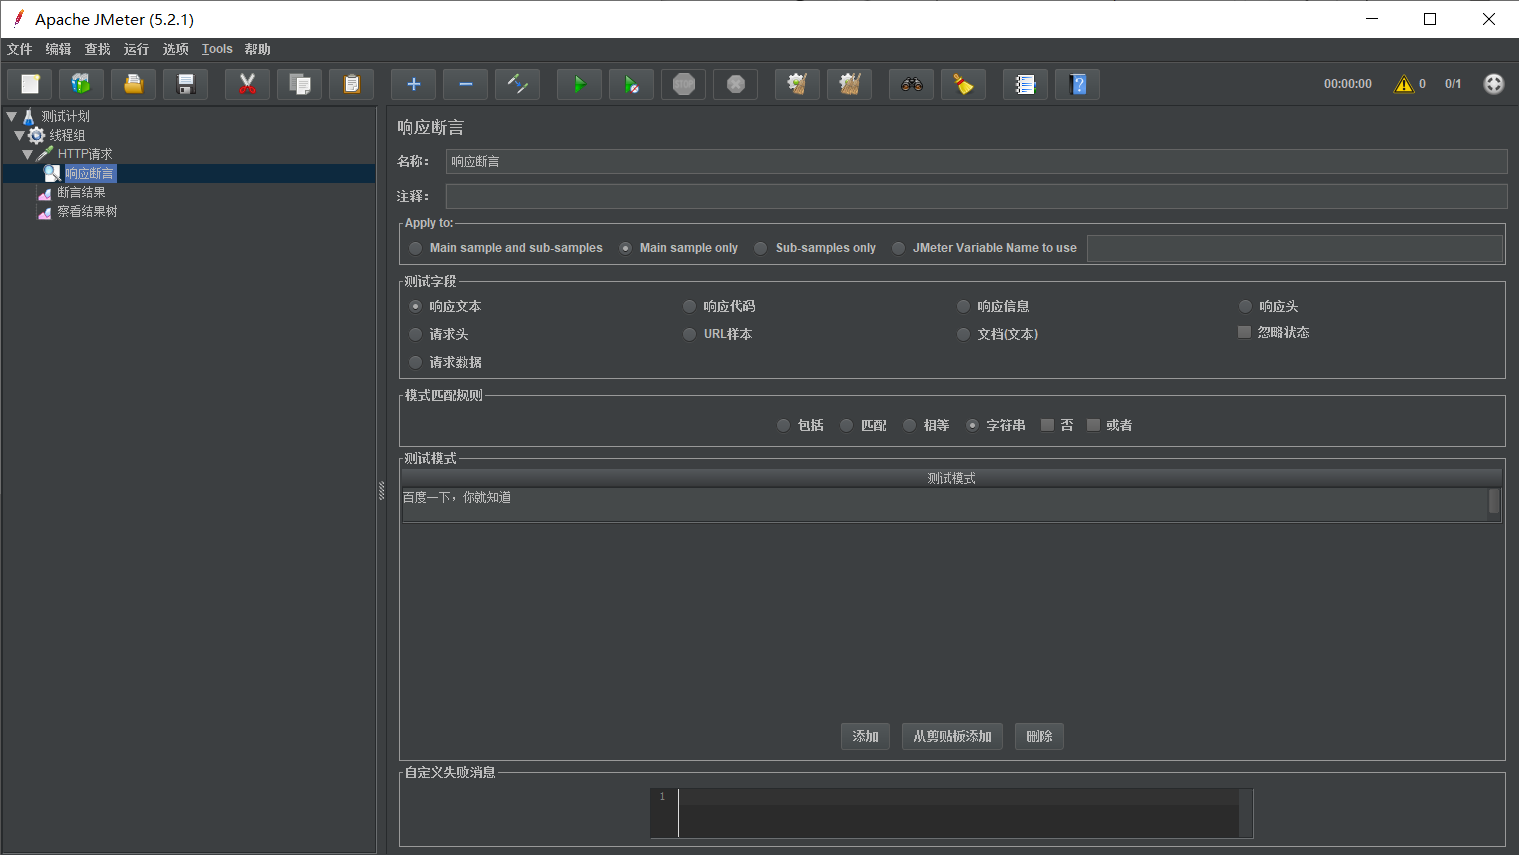 Apache JMeter (5.2.1)
文件 编辑 查找 运行 选项 Tools 帮助
00:00:00 0 0/1
测试计划
线程组
HTTP请求
响应断言
断言结果
察看结果树
响应断言
名称： 响应断言
注释：
Apply to:
Main sample and sub-samples Main sample only Sub-samples only JMeter Variable Name to use
测试字段
响应文本 响应代码 响应信息 响应头
请求头 URL样本 文档(文本) 忽略状态
请求数据
模式匹配规则
包括 匹配 相等 字符串 否 或者
测试模式
测试模式
百度一下，你就知道
添加 从剪贴板添加 删除
自定义失败消息
1